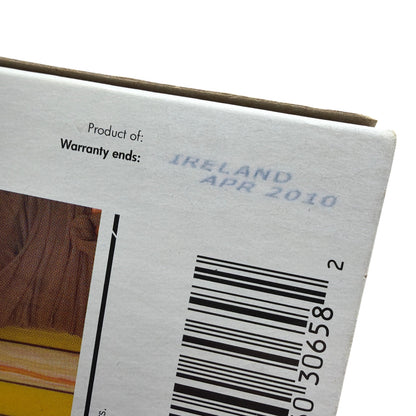 Product of:
Warranty ends:
IRELAND
APR 2010
30658
2